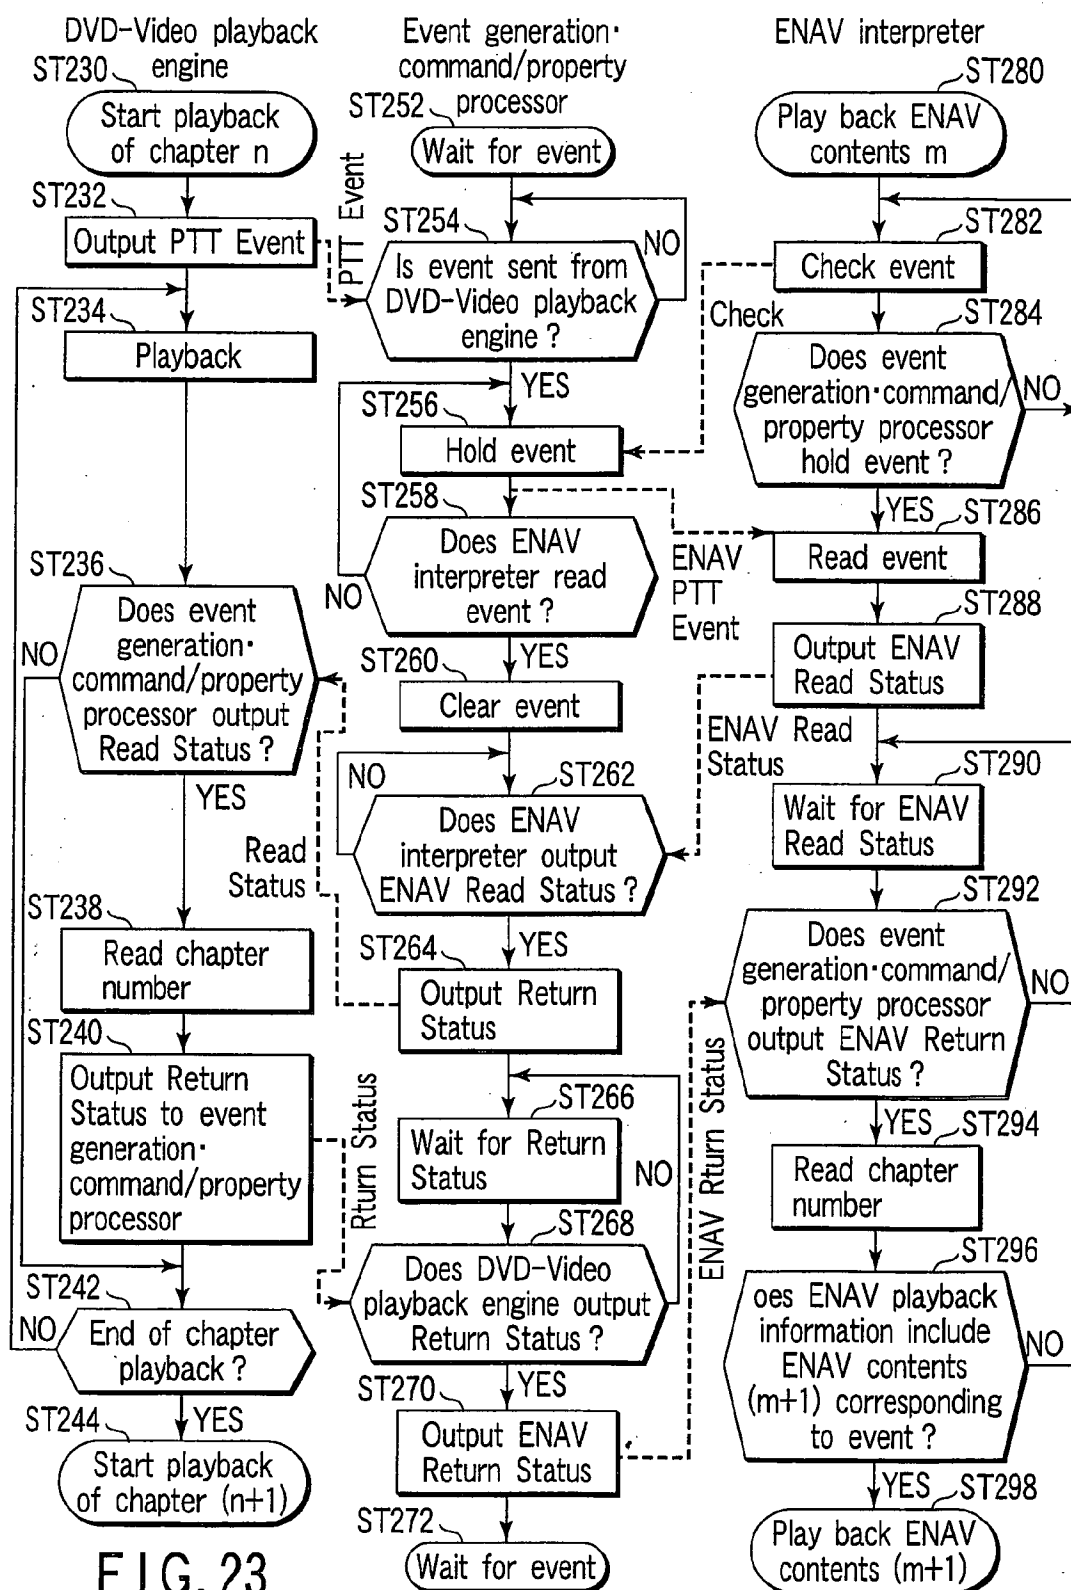 DVD-Video playback
engine
ST230
Start playback
of chapter n
ST232
Output PTT Event
PTT Event
ST234
Playback
ST236
Does event
generation·
command/property
processor output
Read Status ?
NO
YES
Read
Status
ST238
Read chapter
number
ST240
Output Return
Status to event
generation·
command/property
processor
Rturn Status
ST242
End of chapter
playback ?
NO
YES
ST244
Start playback
of chapter (n+1)
Event generation·
command/property
processor
ST252
Wait for event
ST254
Is event sent from
DVD-Video playback
engine ?
NO
YES
ST256
Hold event
ST258
Does ENAV
interpreter read
event ?
NO
YES
ST260
Clear event
ST262
NO
Does ENAV
interpreter output
ENAV Read Status ?
YES
ST264
Output Return
Status
ST266
Wait for Return
Status
NO
ST268
Does DVD-Video
playback engine output
Return Status ?
YES
ST270
Output ENAV
Return Status
ST272
Wait for event
ENAV interpreter
ST280
Play back ENAV
contents m
ST282
Check event
Check
ST284
Does event
generation·command/
property processor
hold event ?
NO
YES
ST286
Read event
ENAV
PTT
Event
ST288
Output ENAV
Read Status
ENAV Read
Status
ST290
Wait for ENAV
Read Status
ST292
Does event
generation·command/
property processor
output ENAV Return
Status ?
NO
YES
ENAV Rturn Status
ST294
Read chapter
number
ST296
oes ENAV playback
information include
ENAV contents
(m+1) corresponding
to event ?
NO
YES
ST298
Play back ENAV
contents (m+1)
FIG. 23